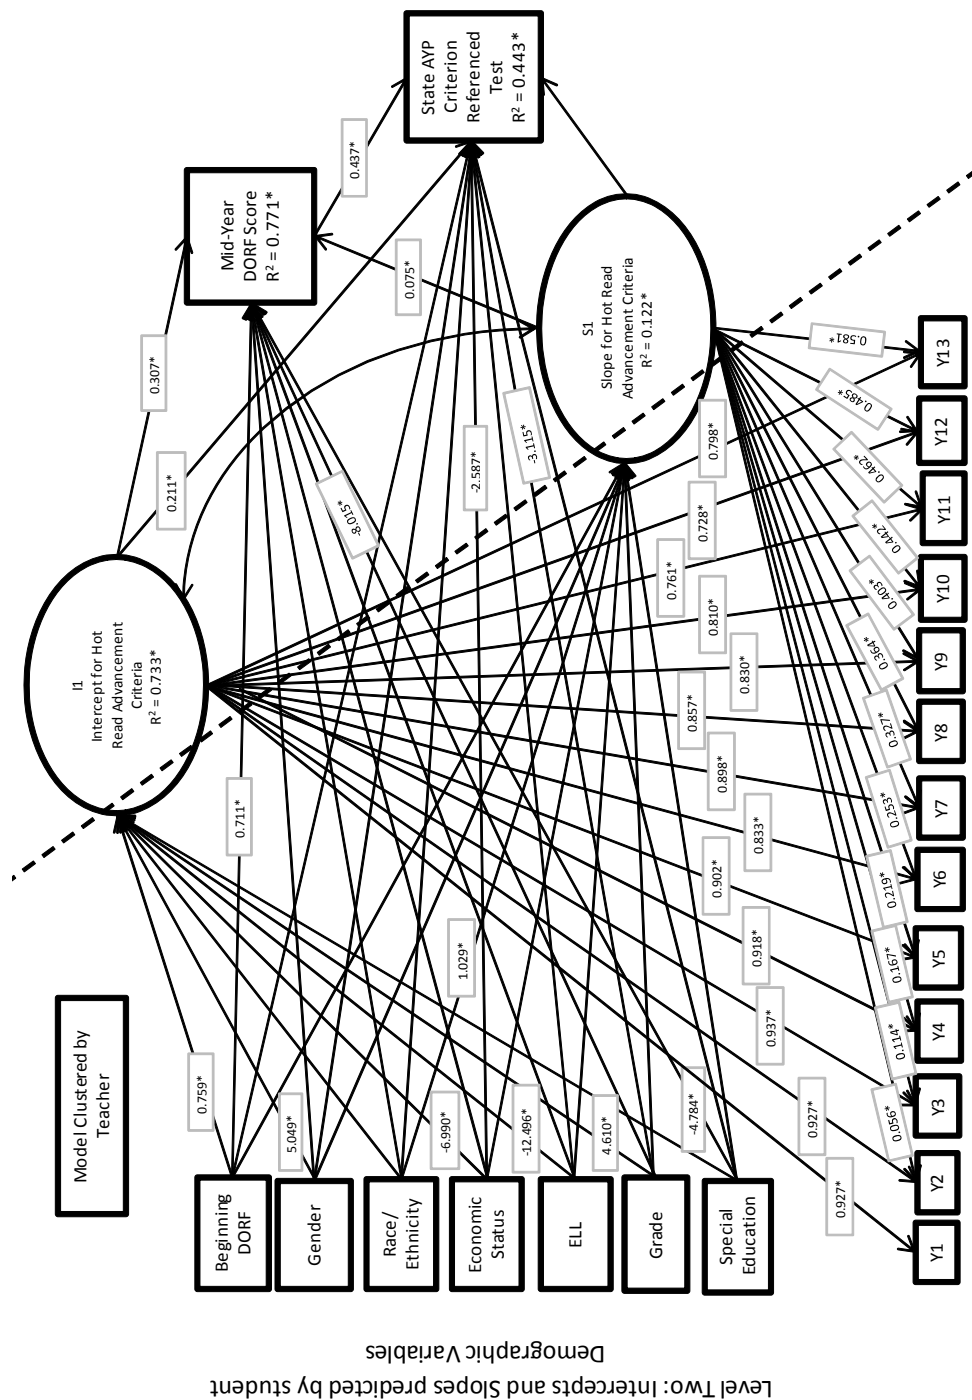 Level Two: Intercepts and Slopes predicted by student
Demographic Variables
Model Clustered by
Teacher
I1
Intercept for Hot
Read Advancement
Criteria
R² = 0.733*
Mid-Year
DORF Score
R² = 0.771*
State AYP
Criterion
Referenced
Test
R² = 0.443*
S1
Slope for Hot Read
Advancement Criteria
R² = 0.122*
Beginning
DORF
Gender
Race/
Ethnicity
Economic
Status
ELL
Grade
Special
Education
0.759*
5.049*
-6.990*
-12.496*
4.610*
-4.784*
0.711*
1.029*
-8.015*
-2.587*
-3.115*
0.307*
0.211*
0.437*
0.075*
0.927*
0.927*
0.937*
0.918*
0.902*
0.833*
0.898*
0.857*
0.830*
0.810*
0.761*
0.728*
0.798*
0.056*
0.114*
0.167*
0.219*
0.253*
0.327*
0.364*
0.403*
0.442*
0.462*
0.485*
0.581*
Y1
Y2
Y3
Y4
Y5
Y6
Y7
Y8
Y9
Y10
Y11
Y12
Y13